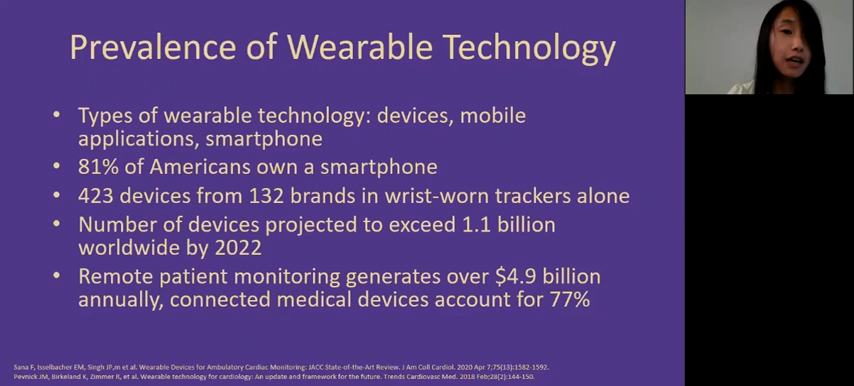 Prevalence of Wearable Technology
• Types of wearable technology: devices, mobile
applications, smartphone
• 81% of Americans own a smartphone
• 423 devices from 132 brands in wrist-worn trackers alone
• Number of devices projected to exceed 1.1 billion
worldwide by 2022
• Remote patient monitoring generates over $4.9 billion
annually, connected medical devices account for 77%
Sana F, Isselbacher EM, Singh JP,m et al. Wearable Devices for Ambulatory Cardiac Monitoring: JACC State-of-the-Art Review. J Am Coll Cardiol. 2020 Apr 7;75(13):1582-1592.
Pevnick JM, Birkeland K, Zimmer R, et al. Wearable technology for cardiology: An update and framework for the future. Trends Cardiovasc Med. 2018 Feb;28(2):144-150.